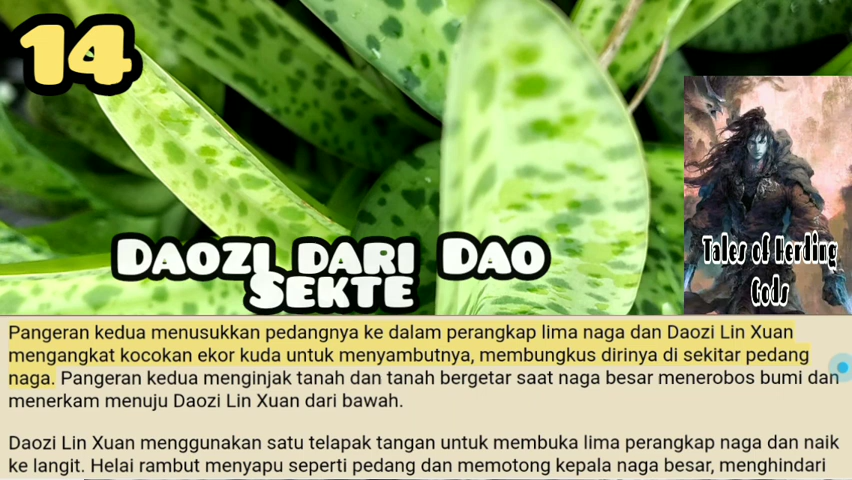 14
Daozi dari Dao
Sekte
Tales of Herding
Gods
Pangeran kedua menusukkan pedangnya ke dalam perangkap lima naga dan Daozi Lin Xuan
mengangkat kocokan ekor kuda untuk menyambutnya, membungkus dirinya di sekitar pedang
naga. Pangeran kedua menginjak tanah dan tanah bergetar saat naga besar menerobos bumi dan
menerkam menuju Daozi Lin Xuan dari bawah.
Daozi Lin Xuan menggunakan satu telapak tangan untuk membuka lima perangkap naga dan naik
ke langit. Helai rambut menyapu seperti pedang dan memotong kepala naga besar, menghindari